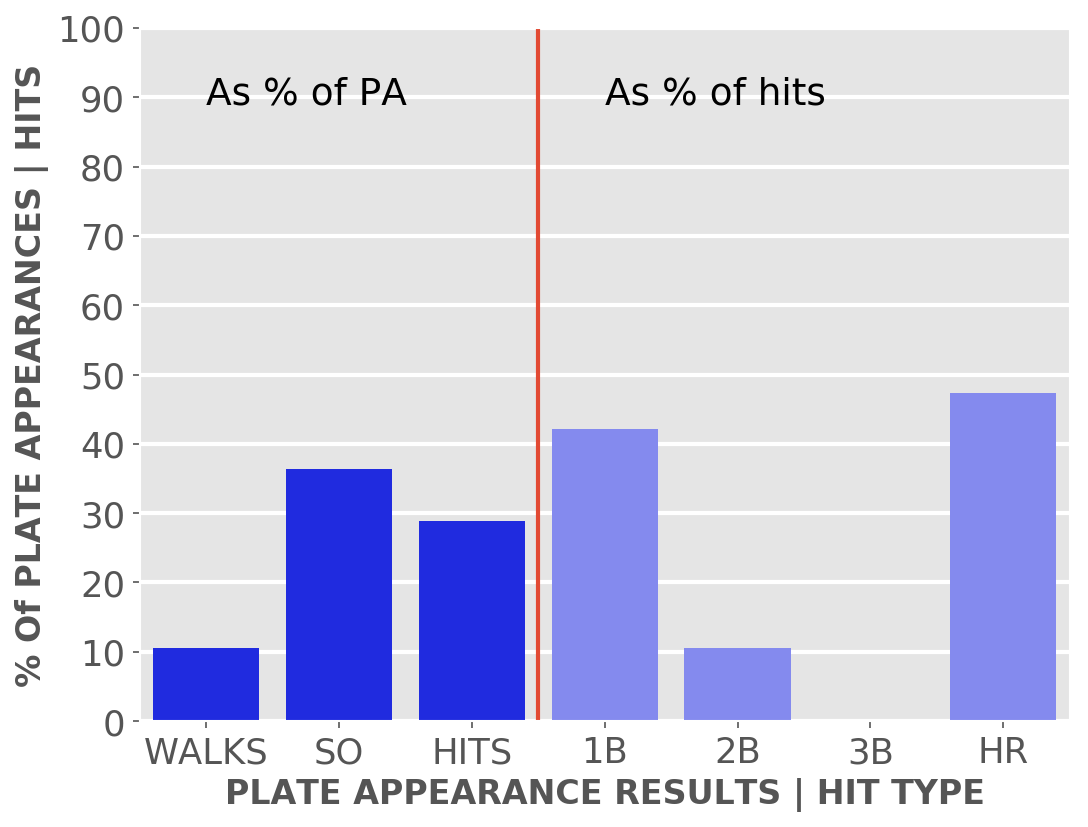 100
90
80
70
60
50
40
30
20
10
0
% Of PLATE APPEARANCES | HITS
As % of PA
As % of hits
WALKS SO HITS 1B 2B 3B HR
PLATE APPEARANCE RESULTS | HIT TYPE